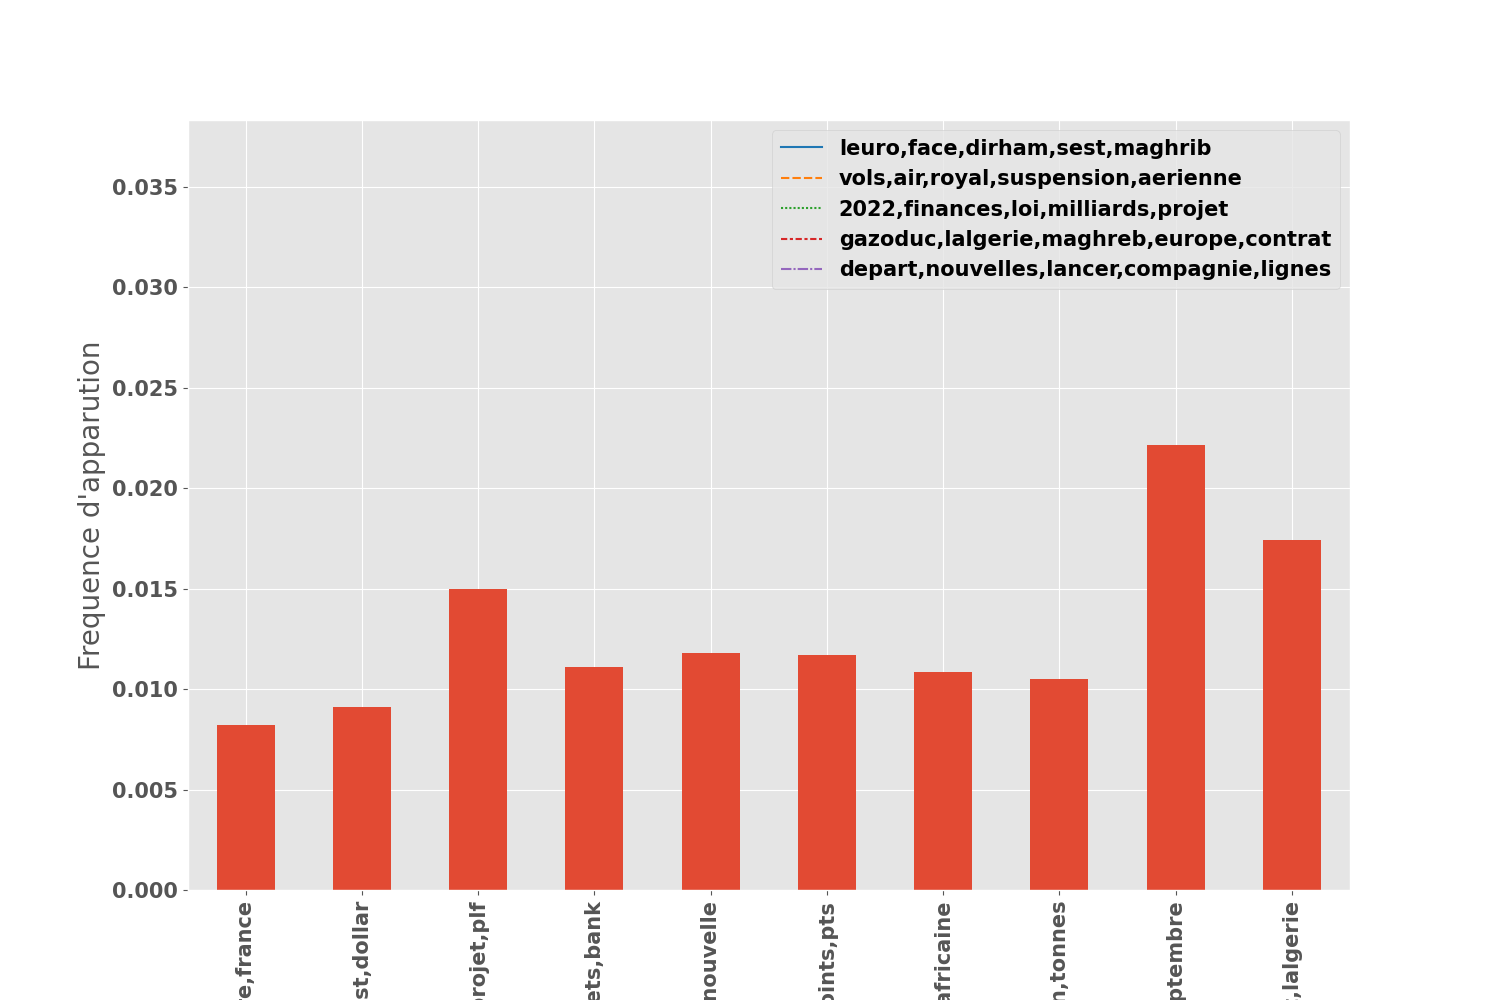 leuro,face,dirham,sest,maghrib
vols,air,royal,suspension,aerienne
2022,finances,loi,milliards,projet
gazoduc,lalgerie,maghreb,europe,contrat
depart,nouvelles,lancer,compagnie,lignes
0.035
0.030
0.025
0.020
0.015
0.010
0.005
0.000
Frequence d'apparution
e,france
st,dollar
rojet,plf
ets,bank
nouvelle
oints,pts
africaine
n,tonnes
ptembre
,lalgerie